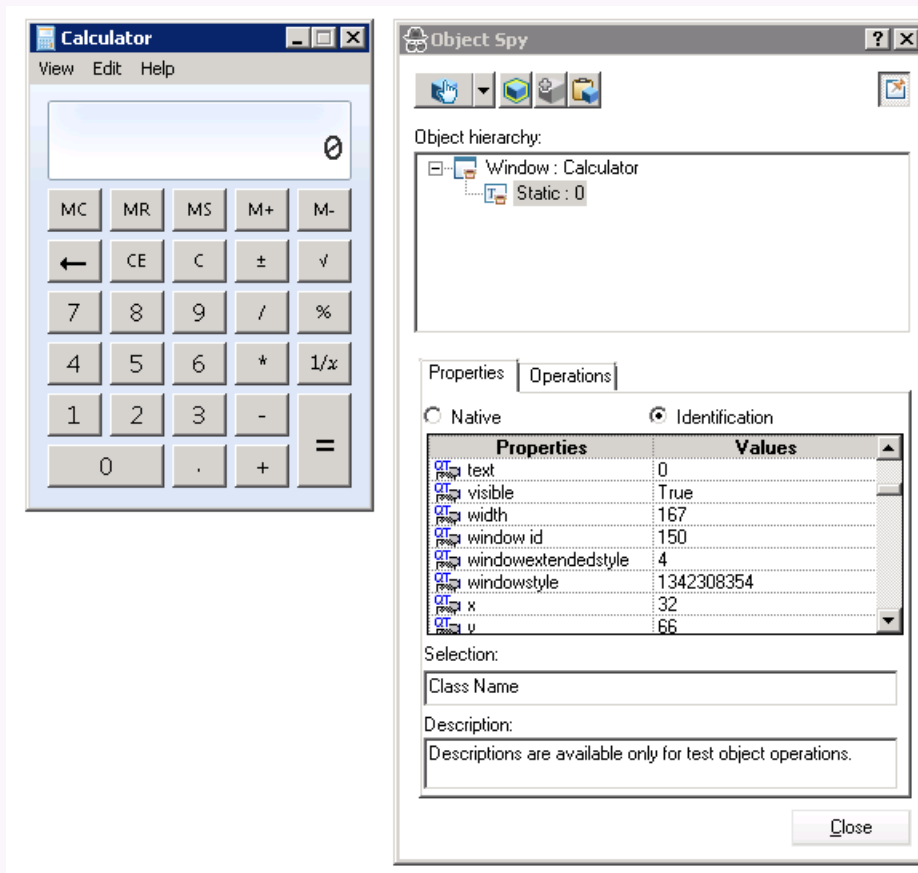 Calculator
View Edit Help
0
MC MR MS M+ M-
← CE C ± √
7 8 9 / %
4 5 6 * 1/x
1 2 3 -
=
0 . +
Object Spy
?
Object hierarchy:
Window : Calculator
Static : 0
Properties Operations
Native Identification
Properties Values
text 0
visible True
width 167
window id 150
windowextendedstyle 4
windowstyle 1342308354
x 32
y 66
Selection:
Class Name
Description:
Descriptions are available only for test object operations.
Close